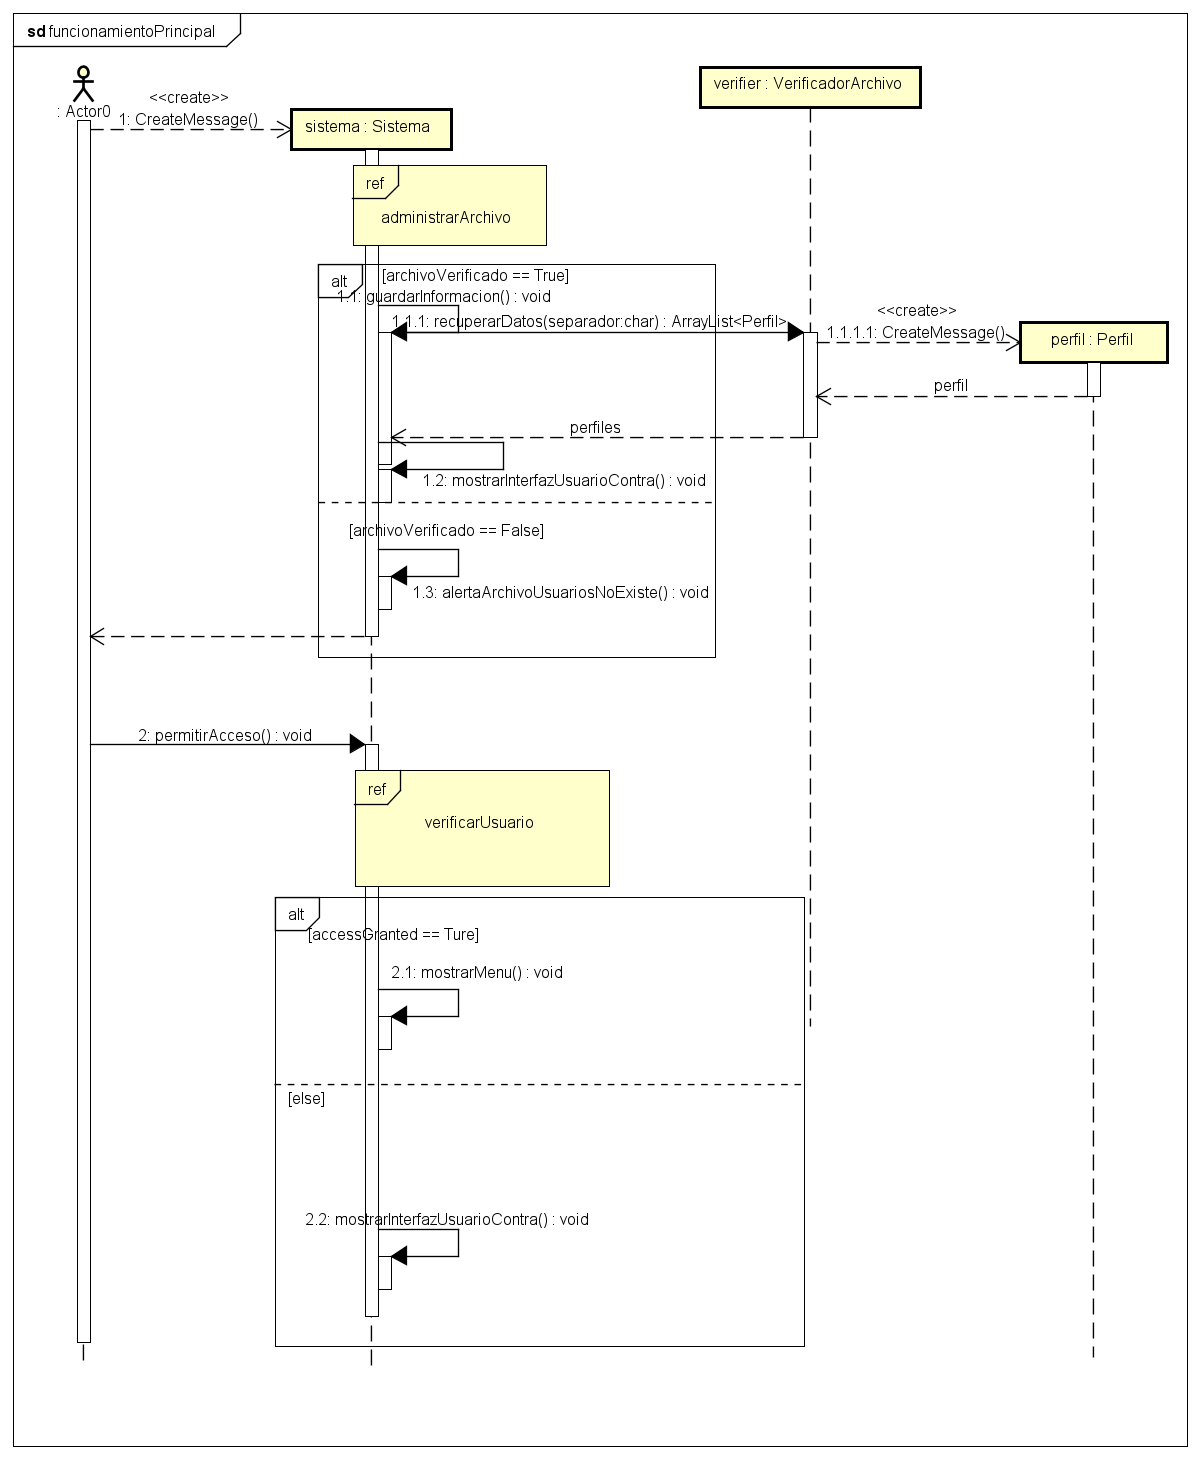 sd funcionamientoPrincipal
: Actor0
<<create>>
1: CreateMessage()
sistema : Sistema
verifier : VerificadorArchivo
ref
administrarArchivo
alt
[archivoVerificado == True]
1.1: guardarInformacion() : void
1.1.1: recuperarDatos(separador:char) : ArrayList<Perfil>
<<create>>
1.1.1.1: CreateMessage()
perfil : Perfil
perfil
perfiles
1.2: mostrarInterfazUsuarioContra() : void
[archivoVerificado == False]
1.3: alertaArchivoUsuariosNoExiste() : void
2: permitirAcceso() : void
ref
verificarUsuario
alt
[accessGranted == Ture]
2.1: mostrarMenu() : void
[else]
2.2: mostrarInterfazUsuarioContra() : void